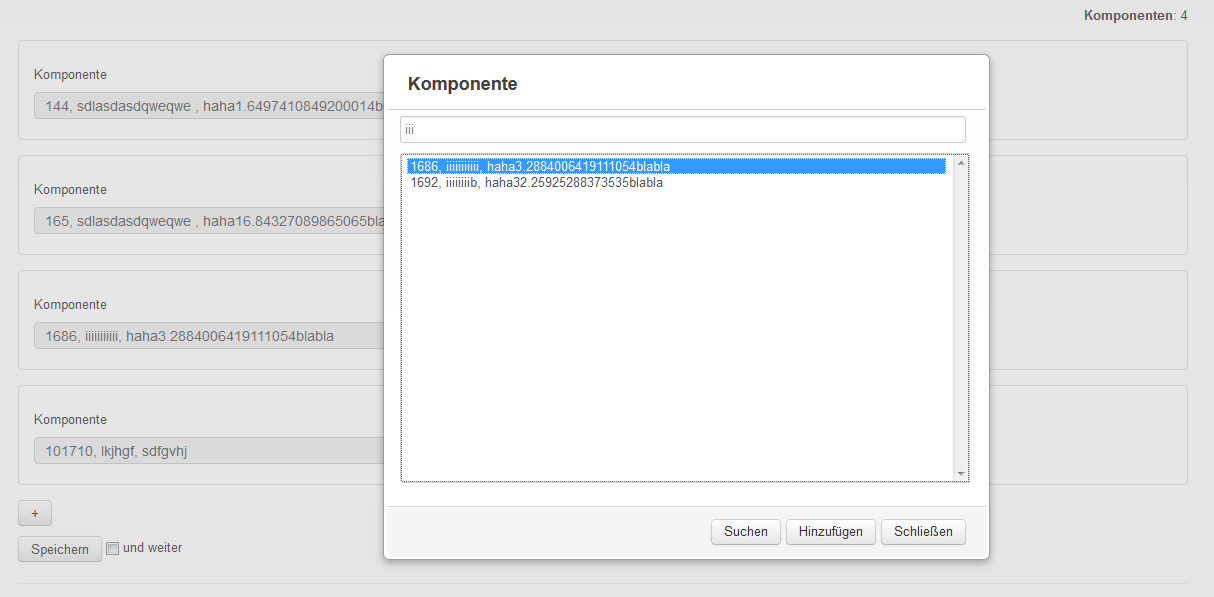 Komponenten: 4
Komponente
144, sdlasdasdqweqwe , haha1.6497410849200014b
Komponente
165, sdlasdasdqweqwe , haha16.84327089865065bla
Komponente
1686, iiiiiiiiiii, haha3.2884006419111054blabla
Komponente
101710, lkjhgf, sdfgvhj
+
Speichern und weiter
Komponente
iii
1686, iiiiiiiiiii, haha3.2884006419111054blabla
1692, iiiiiiiib, haha32.25925288373535blabla
Suchen Hinzufügen Schließen